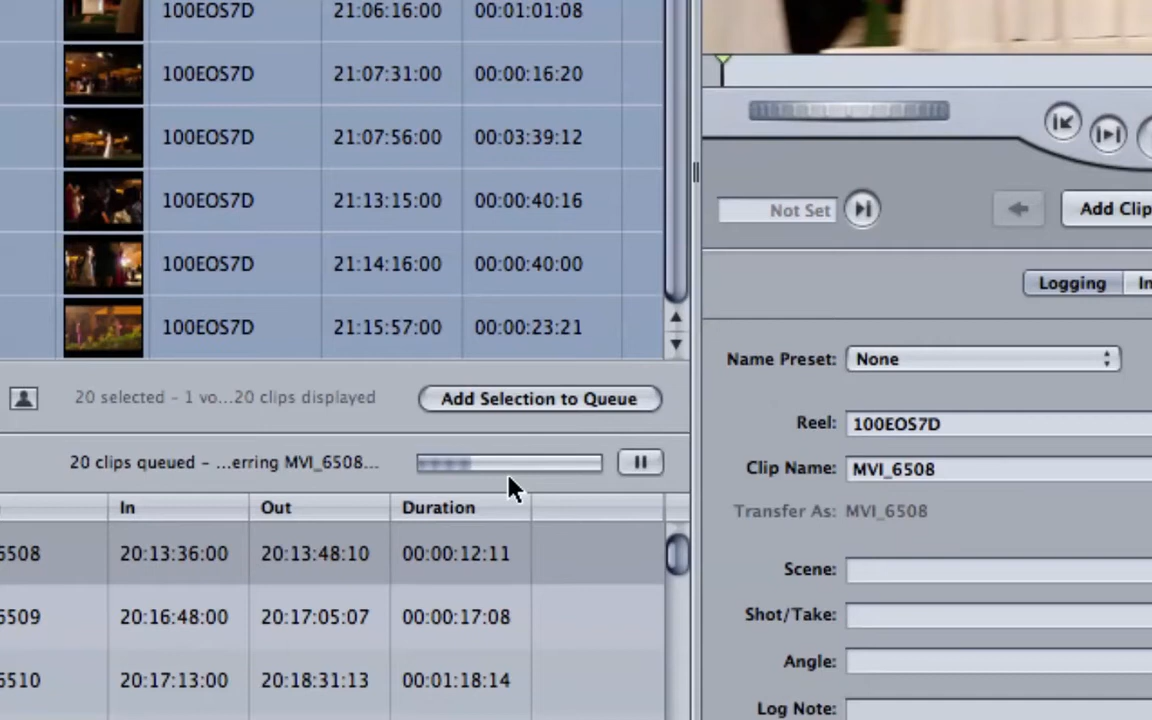 100EOS7D 21:06:16:00 00:01:01:08
100EOS7D 21:07:31:00 00:00:16:20
100EOS7D 21:07:56:00 00:03:39:12
100EOS7D 21:13:15:00 00:00:40:16
100EOS7D 21:14:16:00 00:00:40:00
100EOS7D 21:15:57:00 00:00:23:21
20 selected - 1 vo...20 clips displayed
Add Selection to Queue
20 clips queued - ...erring MVI_6508...
In Out Duration
6508 20:13:36:00 20:13:48:10 00:00:12:11
6509 20:16:48:00 20:17:05:07 00:00:17:08
6510 20:17:13:00 20:18:31:13 00:01:18:14
Not Set
Add Clip
Logging In
Name Preset: None
Reel: 100EOS7D
Clip Name: MVI_6508
Transfer As: MVI_6508
Scene:
Shot/Take:
Angle:
Log Note: